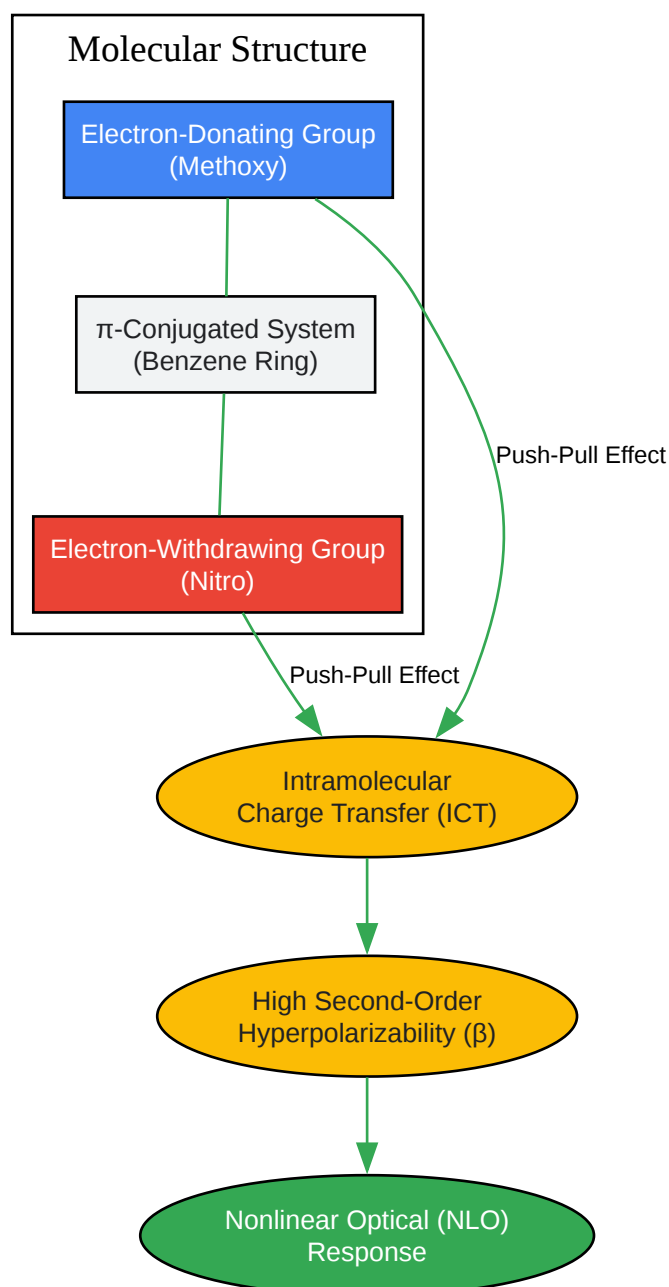 Molecular Structure
Electron-Donating Group
(Methoxy)
π-Conjugated System
(Benzene Ring)
Push-Pull Effect
Electron-Withdrawing Group
(Nitro)
Push-Pull Effect
Intramolecular
Charge Transfer (ICT)
High Second-Order
Hyperpolarizability (β)
Nonlinear Optical (NLO)
Response